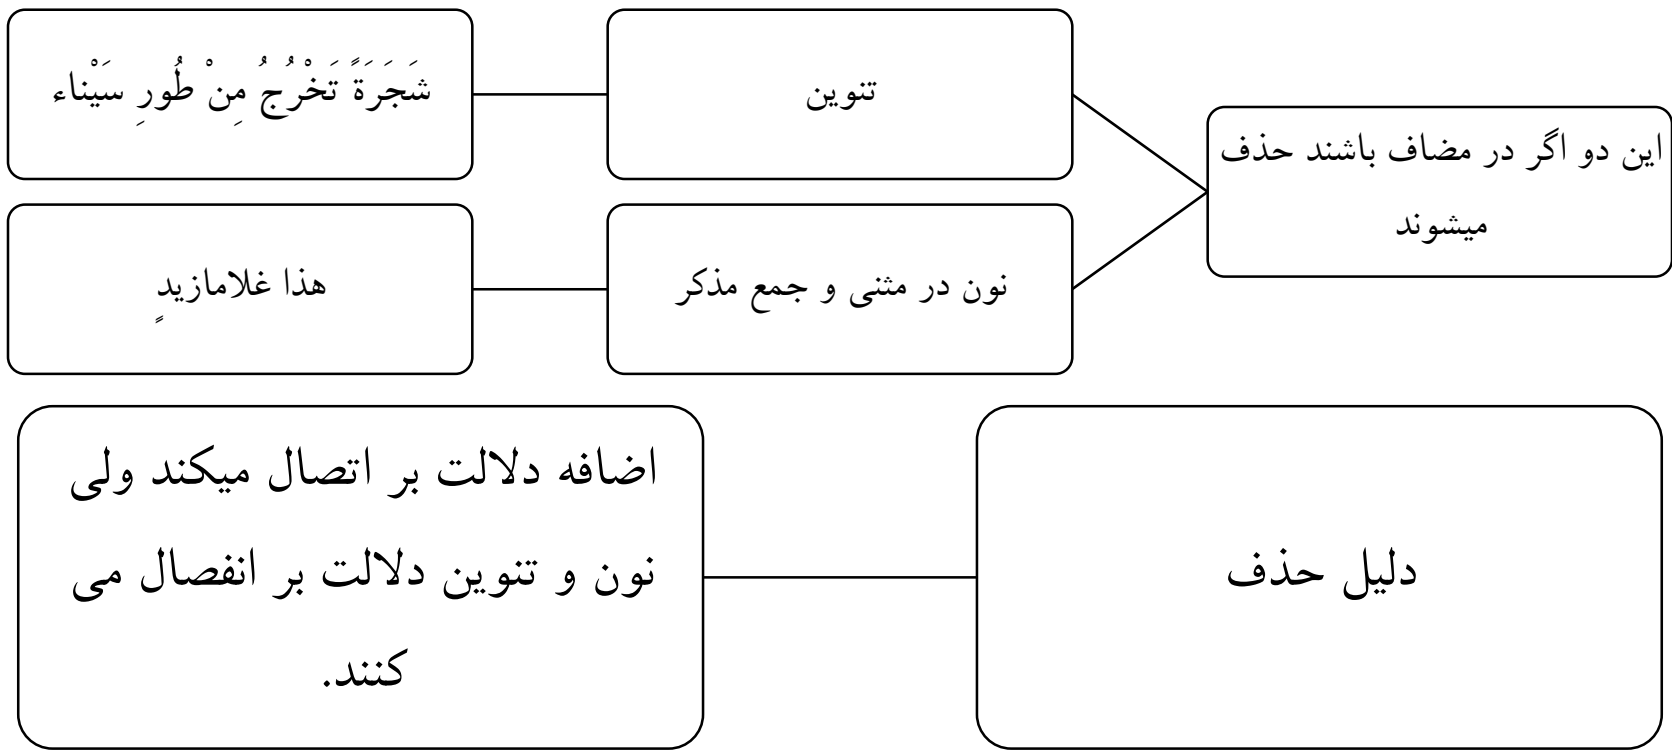 این دو اگر در مضاف باشند حذف
میشوند
تنوین
شَجَرَةً تَخْرُجُ مِنْ طُورِ سَيْناء
نون در مثنی و جمع مذکر
هذا غلامازیدٍ
دلیل حذف
اضافه دلالت بر اتصال میکند ولی
نون و تنوین دلالت بر انفصال می
کنند.